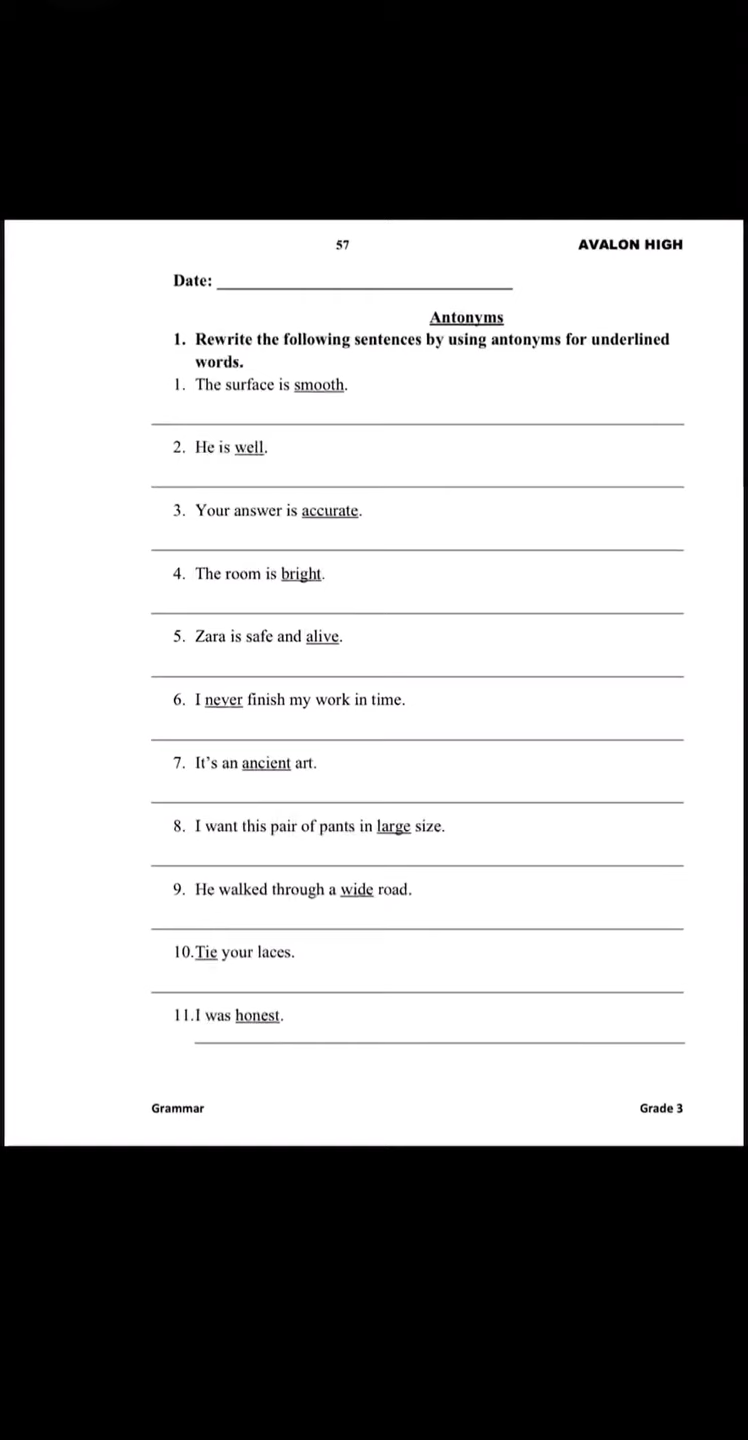 57 AVALON HIGH
Date: ________________________________
Antonyms
1. Rewrite the following sentences by using antonyms for underlined
words.
1. The surface is smooth.
2. He is well.
3. Your answer is accurate.
4. The room is bright.
5. Zara is safe and alive.
6. I never finish my work in time.
7. It’s an ancient art.
8. I want this pair of pants in large size.
9. He walked through a wide road.
10.Tie your laces.
11.I was honest.
Grammar Grade 3